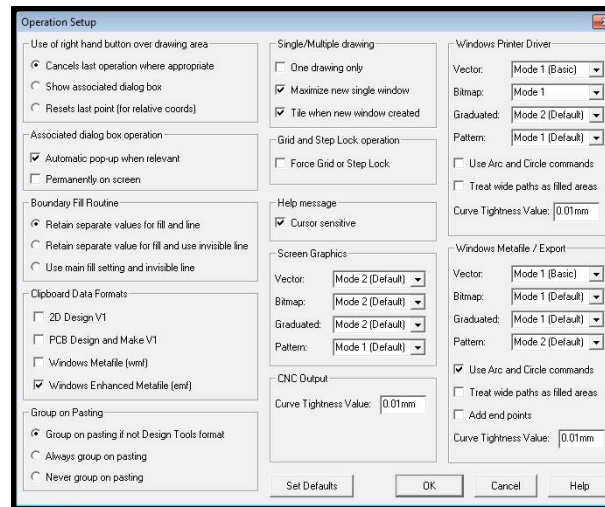 Operation Setup
Use of right hand button over drawing area
Cancels last operation where appropriate
Show associated dialog box
Resets last point (for relative coords)
Associated dialog box operation
Automatic pop-up when relevant
Permanently on screen
Boundary Fill Routine
Retain separate values for fill and line
Retain separate value for fill and use invisible line
Use main fill setting and invisible line
Clipboard Data Formats
2D Design V1
PCB Design and Make V1
Windows Metafile (wmf)
Windows Enhanced Metafile (emf)
Group on Pasting
Group on pasting if not Design Tools format
Always group on pasting
Never group on pasting
Single/Multiple drawing
One drawing only
Maximize new single window
Tile when new window created
Grid and Step Lock operation
Force Grid or Step Lock
Help message
Cursor sensitive
Screen Graphics
Vector: Mode 2 (Default)
Bitmap: Mode 2 (Default)
Graduated: Mode 2 (Default)
Pattern: Mode 1 (Default)
CNC Output
Curve Tightness Value: 0.01mm
Windows Printer Driver
Vector: Mode 1 (Basic)
Bitmap: Mode 1
Graduated: Mode 2 (Default)
Pattern: Mode 1 (Default)
Use Arc and Circle commands
Treat wide paths as filled areas
Curve Tightness Value: 0.01mm
Windows Metafile / Export
Vector: Mode 1 (Basic)
Bitmap: Mode 1 (Default)
Graduated: Mode 1 (Default)
Pattern: Mode 2 (Default)
Use Arc and Circle commands
Treat wide paths as filled areas
Add end points
Curve Tightness Value: 0.01mm
Set Defaults OK Cancel Help